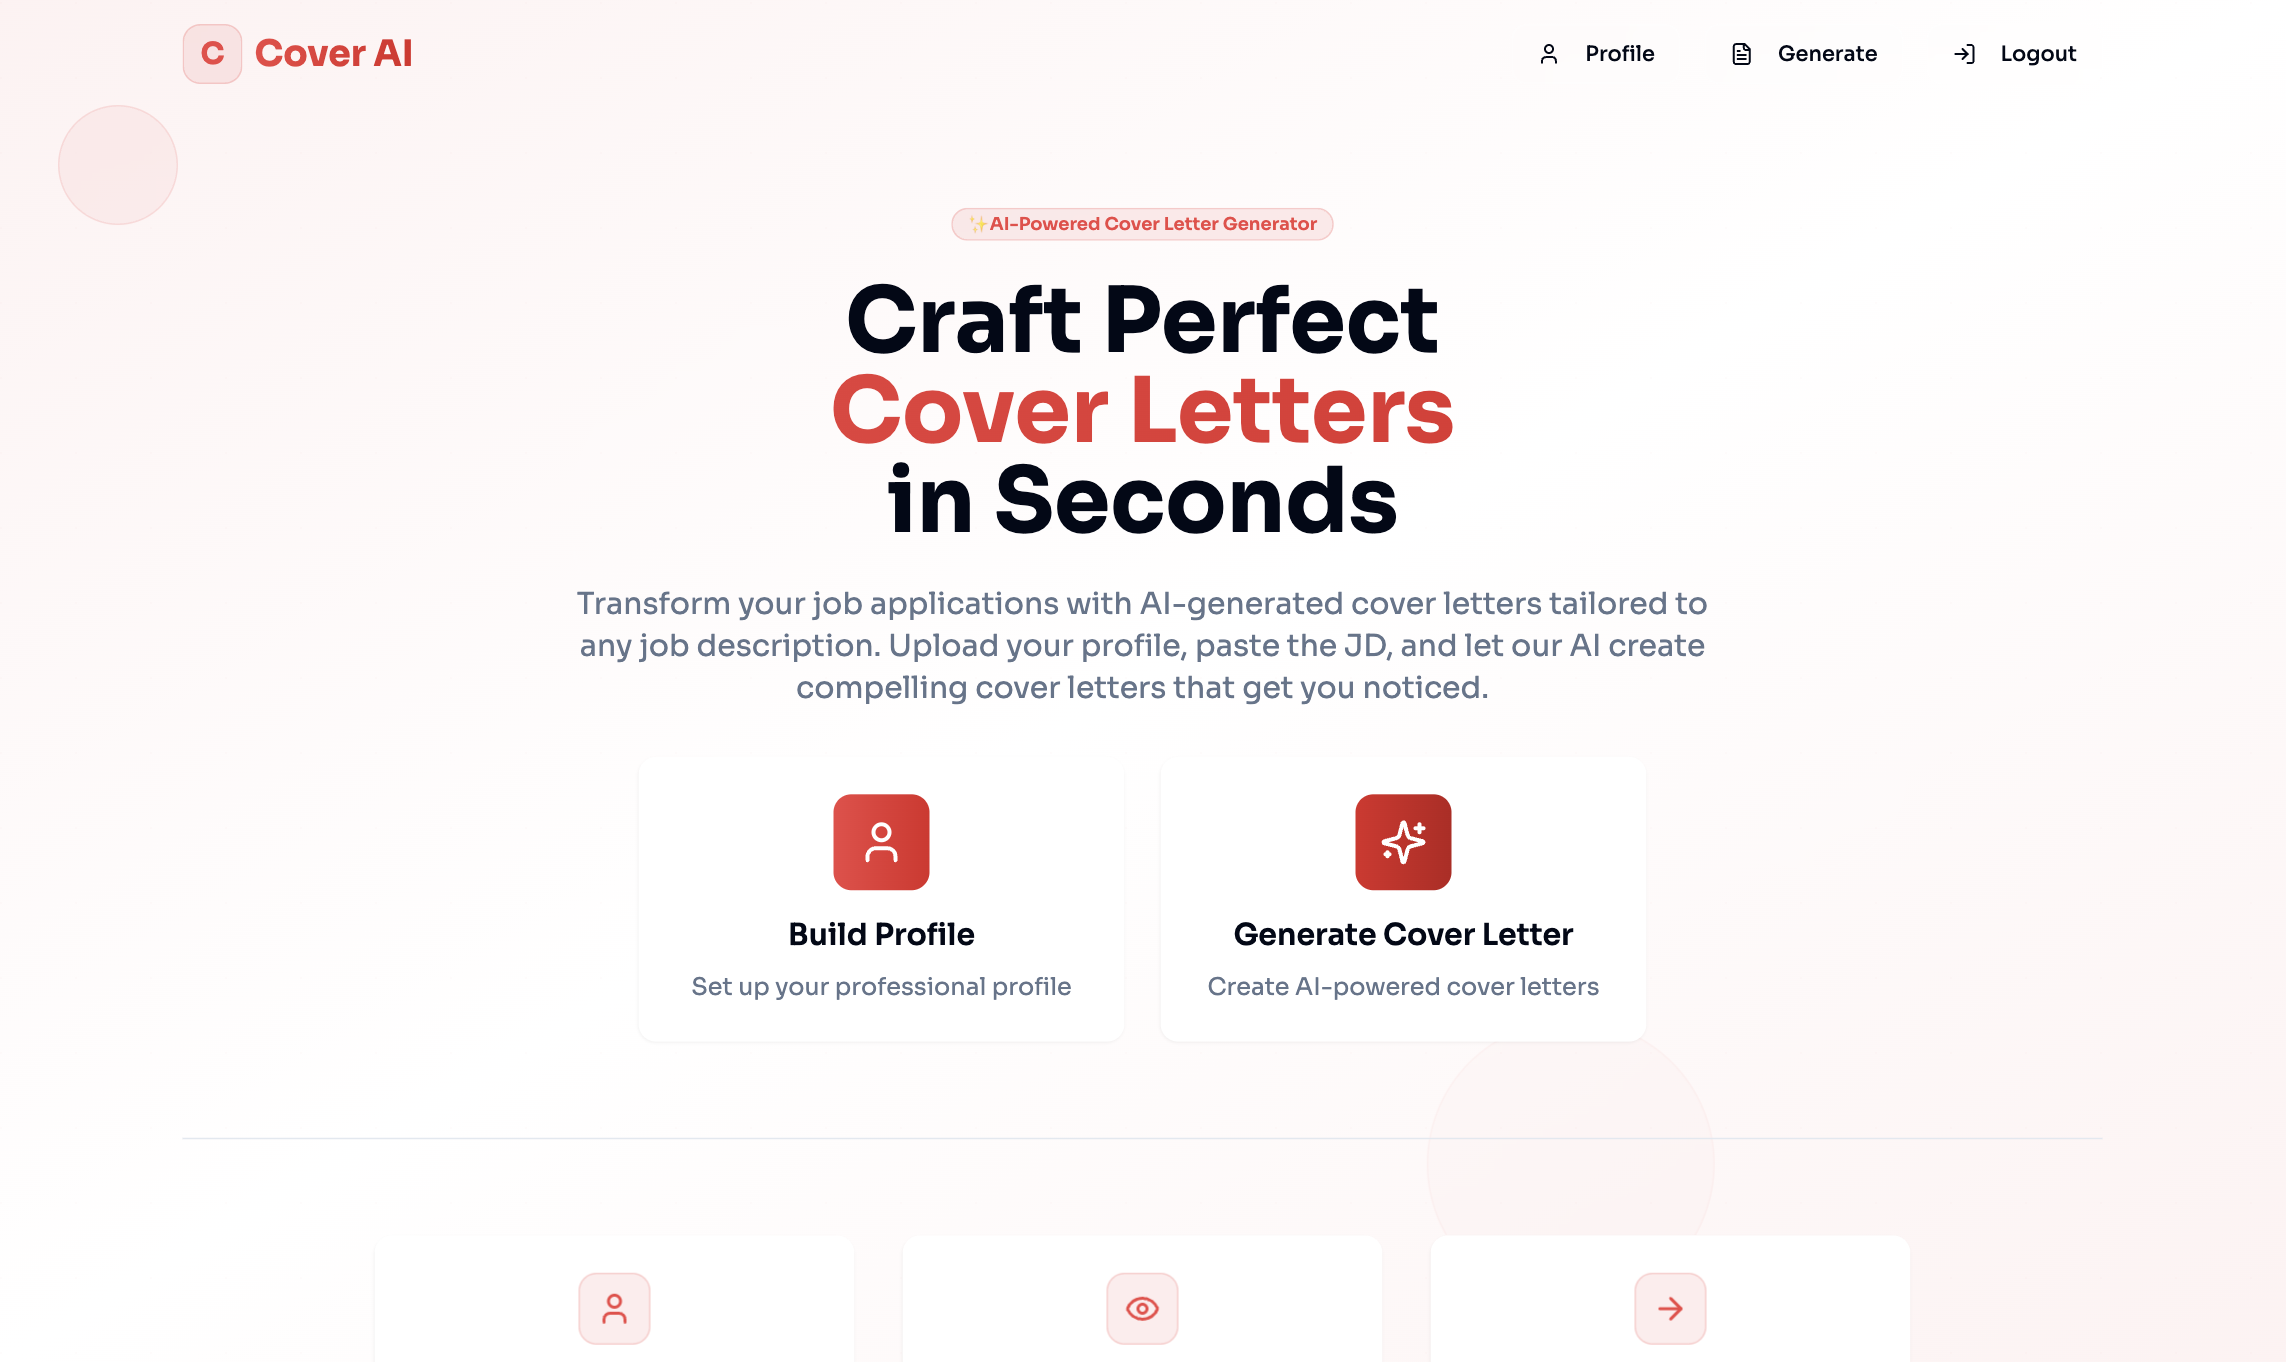 C Cover AI
Profile
Generate
Logout
✨AI-Powered Cover Letter Generator
Craft Perfect
Cover Letters
in Seconds
Transform your job applications with AI-generated cover letters tailored to
any job description. Upload your profile, paste the JD, and let our AI create
compelling cover letters that get you noticed.
Build Profile
Set up your professional profile
Generate Cover Letter
Create AI-powered cover letters